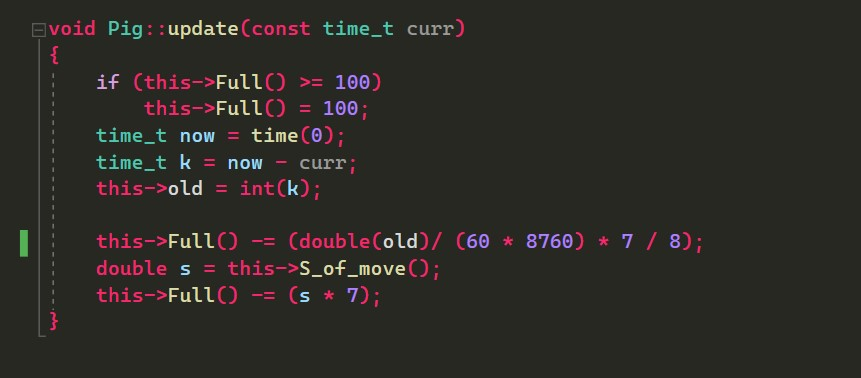 void Pig::update(const time_t curr)
{
    if (this->Full() >= 100)
        this->Full() = 100;
    time_t now = time(0);
    time_t k = now - curr;
    this->old = int(k);

    this->Full() -= (double(old)/ (60 * 8760) * 7 / 8);
    double s = this->S_of_move();
    this->Full() -= (s * 7);
}